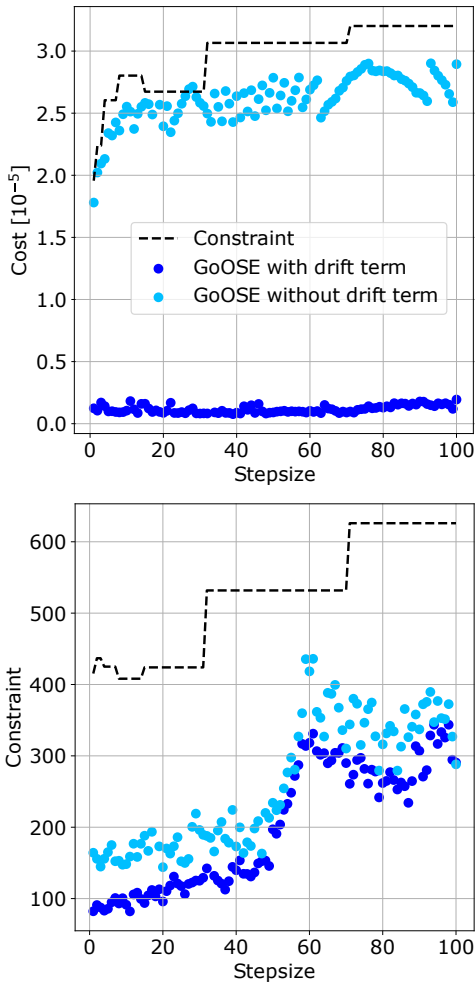 3.0
2.5
2.0
1.5
1.0
0.5
0.0
Cost [10⁻⁵]
Constraint
GoOSE with drift term
GoOSE without drift term
0 20 40 60 80 100
Stepsize
600
500
400
300
200
100
Constraint
0 20 40 60 80 100
Stepsize